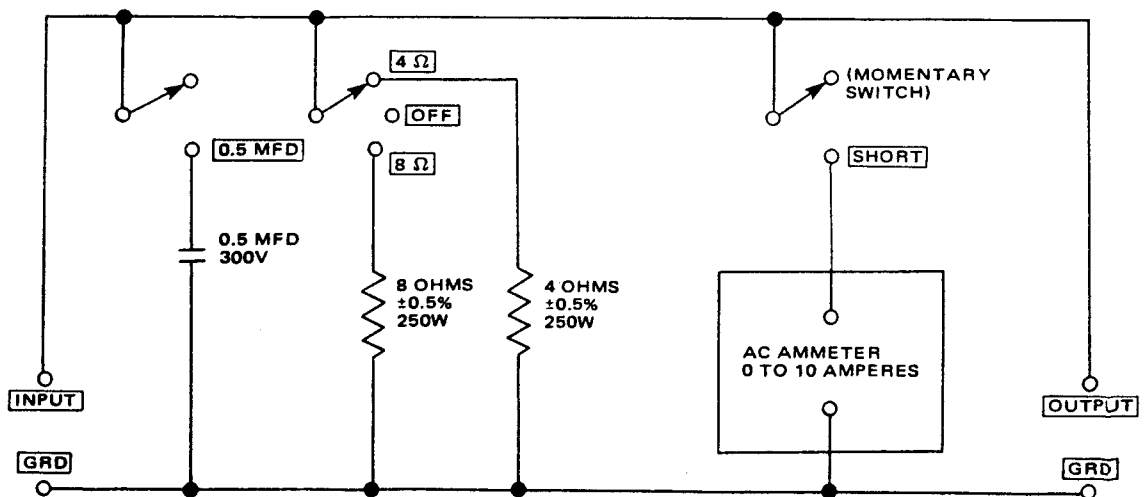 4 Ω
(MOMENTARY
SWITCH)
OFF
0.5 MFD
8 Ω
SHORT
0.5 MFD
300V
8 OHMS
±0.5%
250W
4 OHMS
±0.5%
250W
AC AMMETER
0 TO 10 AMPERES
INPUT
OUTPUT
GRD
GRD